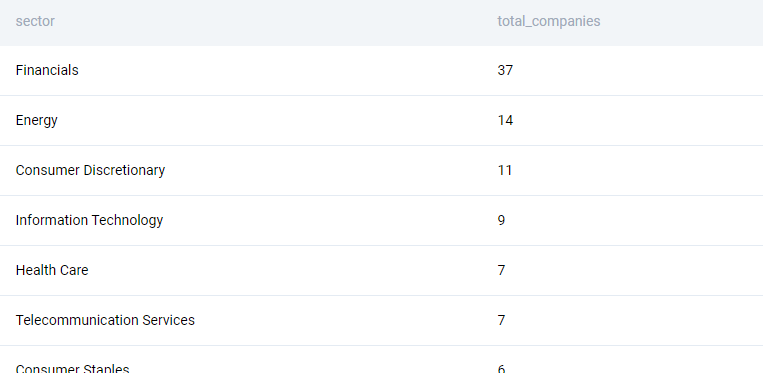 sector total_companies
Financials 37
Energy 14
Consumer Discretionary 11
Information Technology 9
Health Care 7
Telecommunication Services 7
Consumer Staples 6